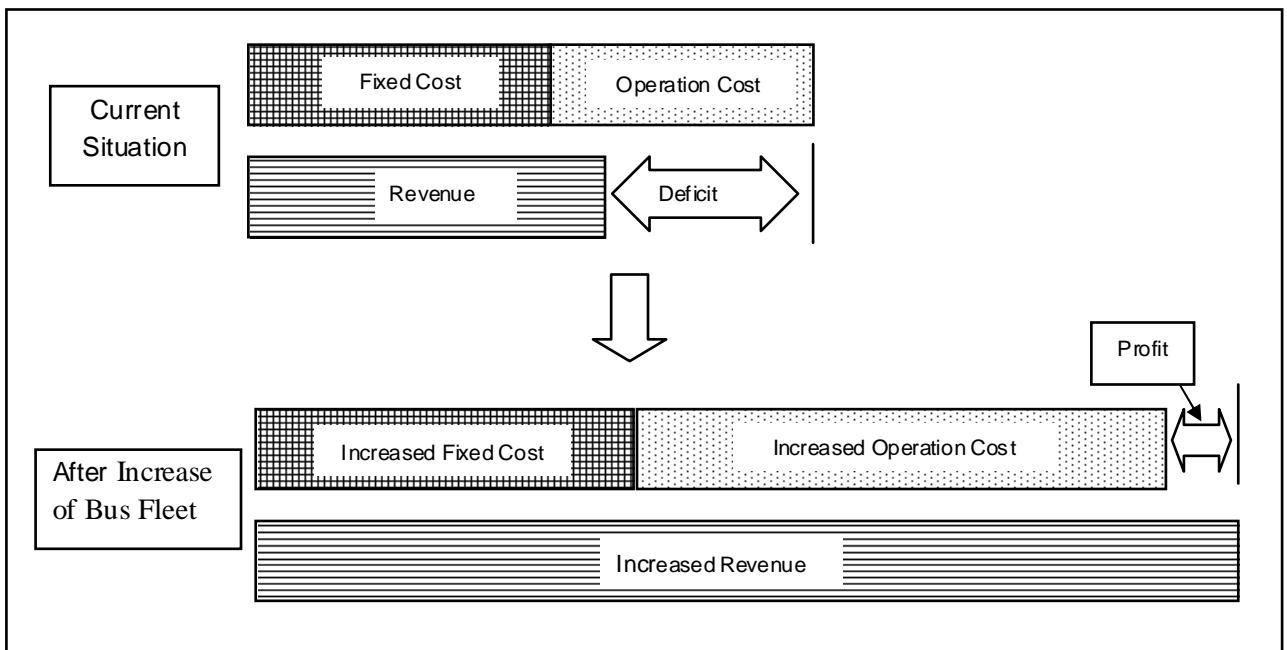 Fixed Cost
Operation Cost
Current
Situation
Revenue
Deficit
Profit
Increased Fixed Cost
Increased Operation Cost
After Increase
of Bus Fleet
Increased Revenue